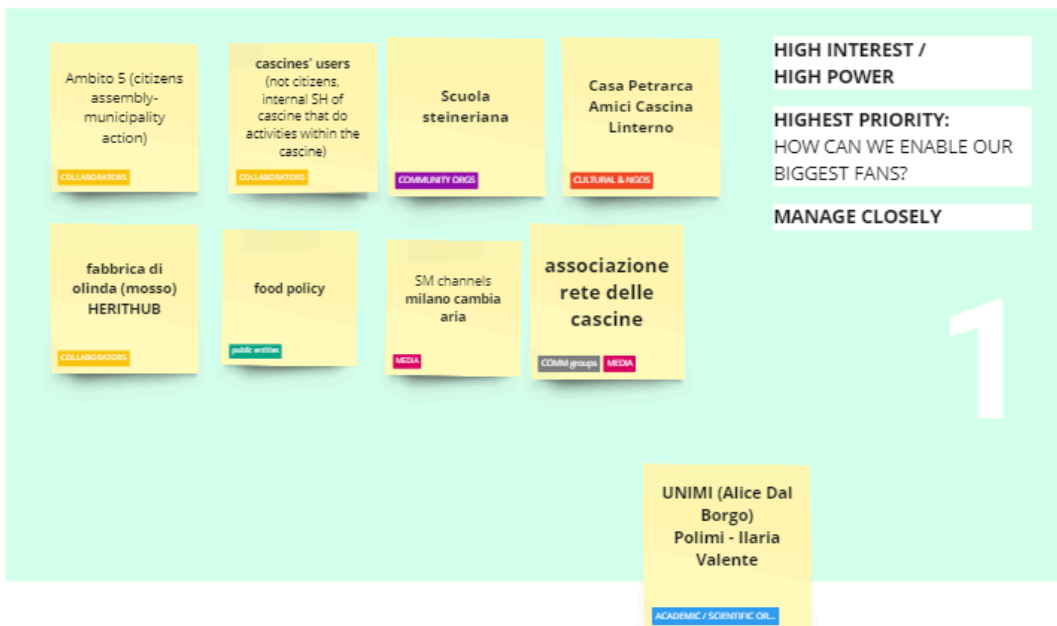 Ambito 5 (citizens
assembly-
municipality
action)
COLLABORATORS
cascines' users
(not citizens,
internal SH of
cascine that do
activities within the
cascine)
COLLABORATORS
Scuola
steineriana
COMMUNITY ORGS
Casa Petrarca
Amici Cascina
Linterno
CULTURAL & NGOS
HIGH INTEREST /
HIGH POWER
HIGHEST PRIORITY:
HOW CAN WE ENABLE OUR
BIGGEST FANS?
MANAGE CLOSELY
fabbrica di
olinda (mosso)
HERITHUB
COLLABORATORS
food policy
public entities
SM channels
milano cambia
aria
MEDIA
associazione
rete delle
cascine
COMM groups MEDIA
1
UNIMI (Alice Dal
Borgo)
Polimi - Ilaria
Valente
ACADEMIC / SCIENTIFIC OR...